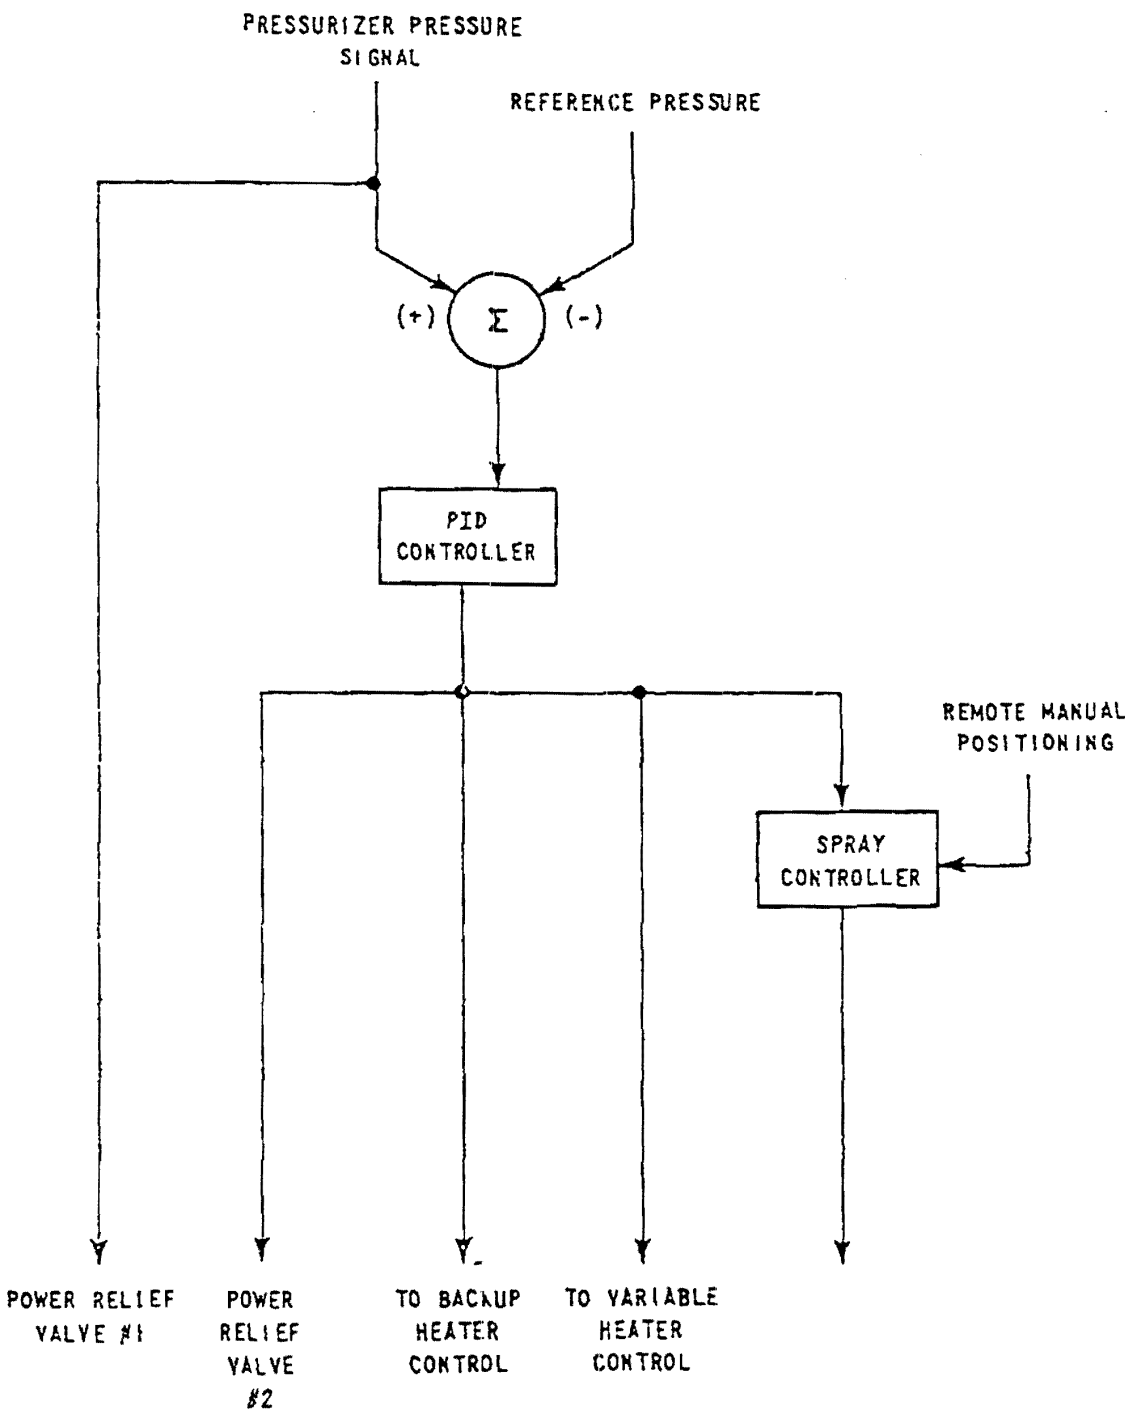 PRESSURIZER PRESSURE
SIGNAL
REFERENCE PRESSURE
(+)
Σ
(-)
PID
CONTROLLER
REMOTE MANUAL
POSITIONING
SPRAY
CONTROLLER
POWER RELIEF
VALVE #1
POWER
RELIEF
VALVE
#2
TO BACKUP
HEATER
CONTROL
TO VARIABLE
HEATER
CONTROL